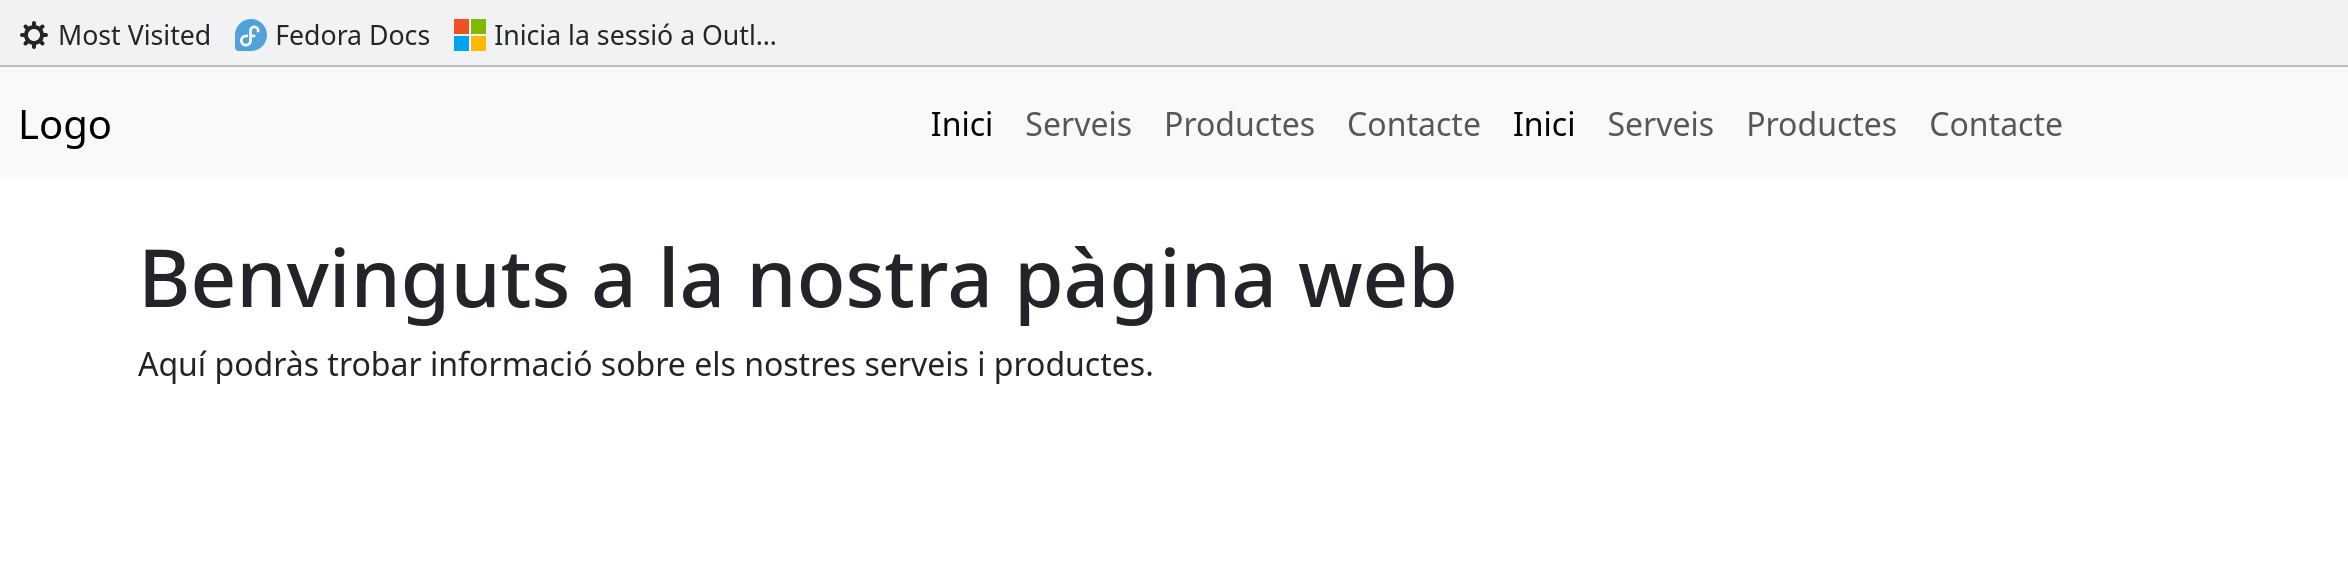 Most Visited Fedora Docs Inicia la sessió a Outl...
Logo Inici Serveis Productes Contacte Inici Serveis Productes Contacte
Benvinguts a la nostra pàgina web
Aquí podràs trobar informació sobre els nostres serveis i productes.